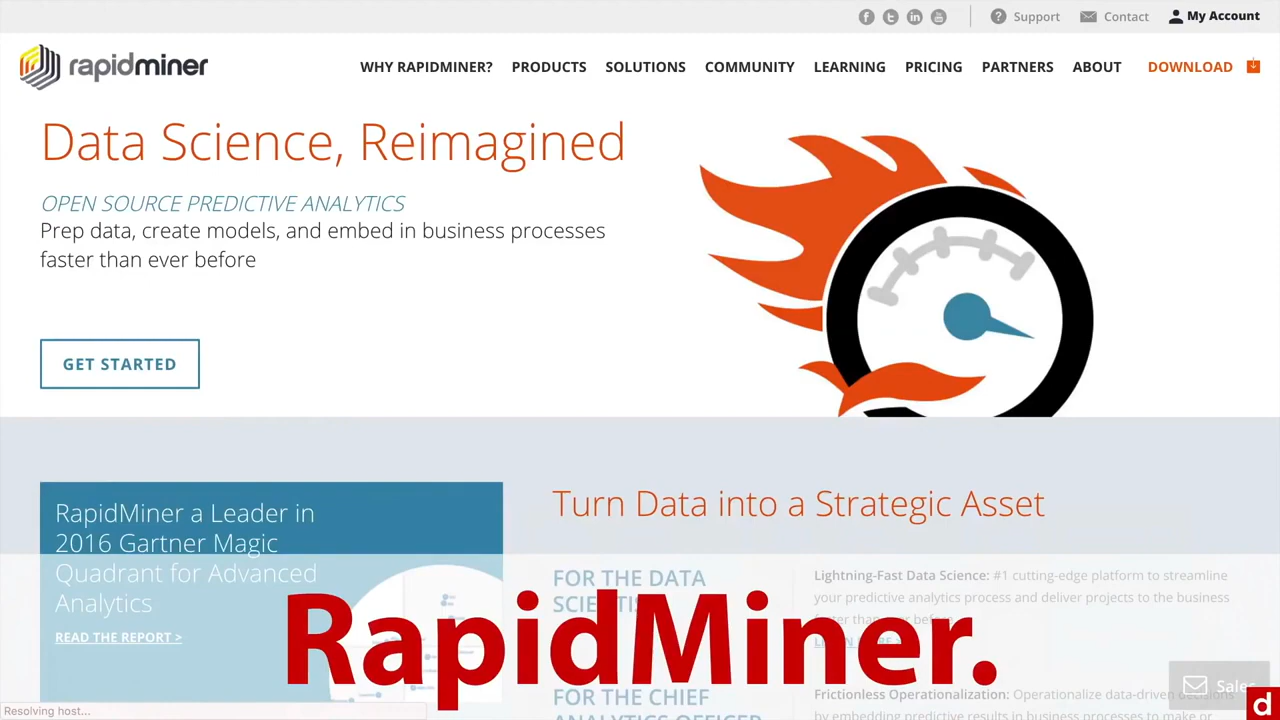 Support
Contact
My Account
rapidminer
WHY RAPIDMINER?
PRODUCTS
SOLUTIONS
COMMUNITY
LEARNING
PRICING
PARTNERS
ABOUT
DOWNLOAD
Data Science, Reimagined
OPEN SOURCE PREDICTIVE ANALYTICS
Prep data, create models, and embed in business processes
faster than ever before
GET STARTED
RapidMiner a Leader in
2016 Gartner Magic
Quadrant for Advanced
Analytics
READ THE REPORT >
Turn Data into a Strategic Asset
FOR THE DATA
Lightning-Fast Data Science: #1 cutting-edge platform to streamline
your predictive analytics process and deliver projects to the business
faster than ever before
FOR THE CHIEF
ANALYTICS OFFICER
Frictionless Operationalization: Operationalize data-driven decisions
by embedding predictive results in business processes to make or
RapidMiner.
Sales
Resolving host...
d